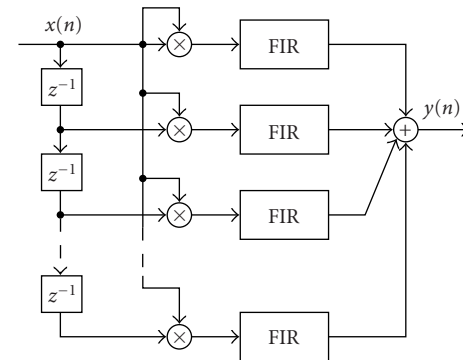 x(n)
× FIR
z⁻¹
y(n)
× FIR +
z⁻¹
× FIR
z⁻¹
× FIR